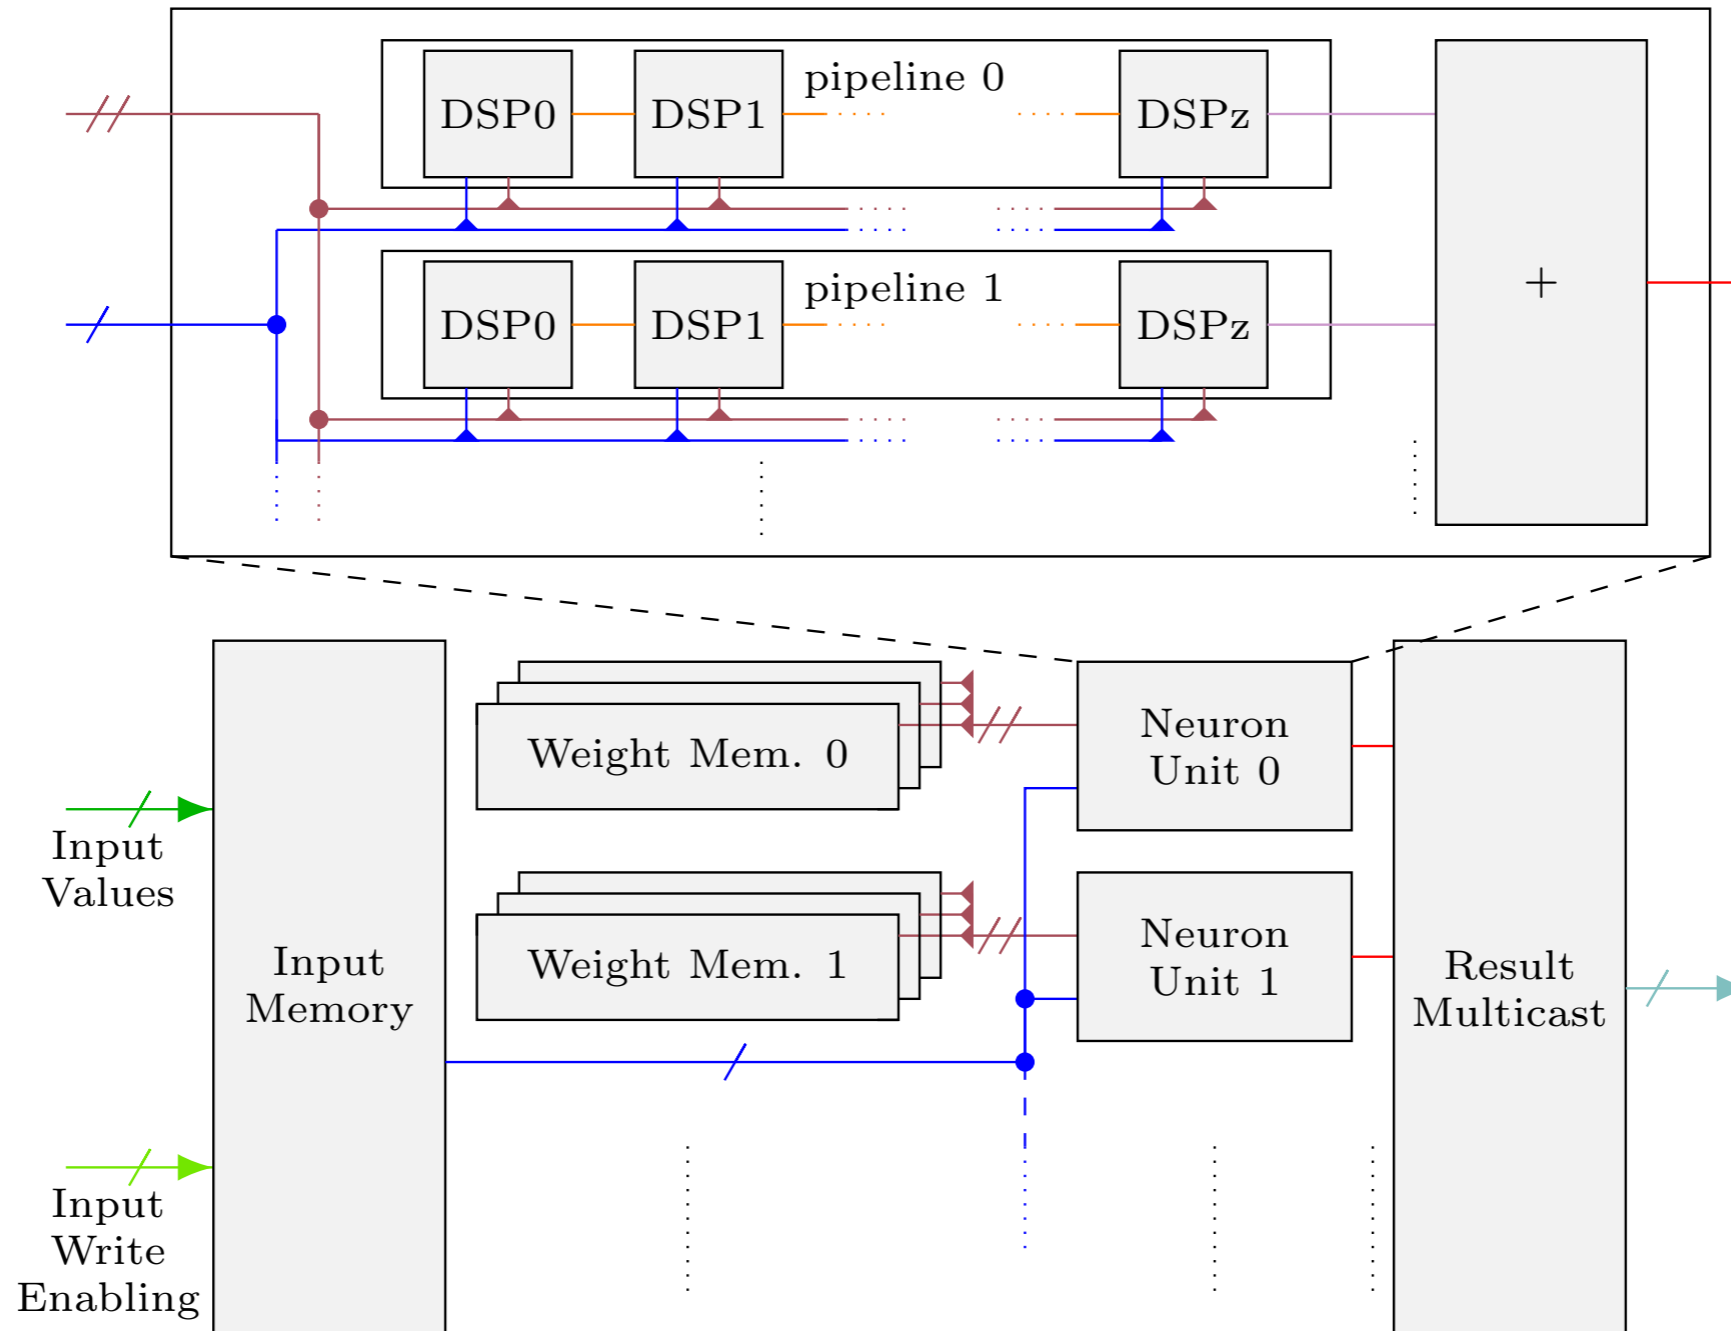 pipeline 0
DSP0
DSP1
DSPz
pipeline 1
DSP0
DSP1
DSPz
+
Weight Mem. 0
Neuron
Unit 0
Input
Values
Weight Mem. 1
Neuron
Unit 1
Input
Memory
Result
Multicast
Input
Write
Enabling